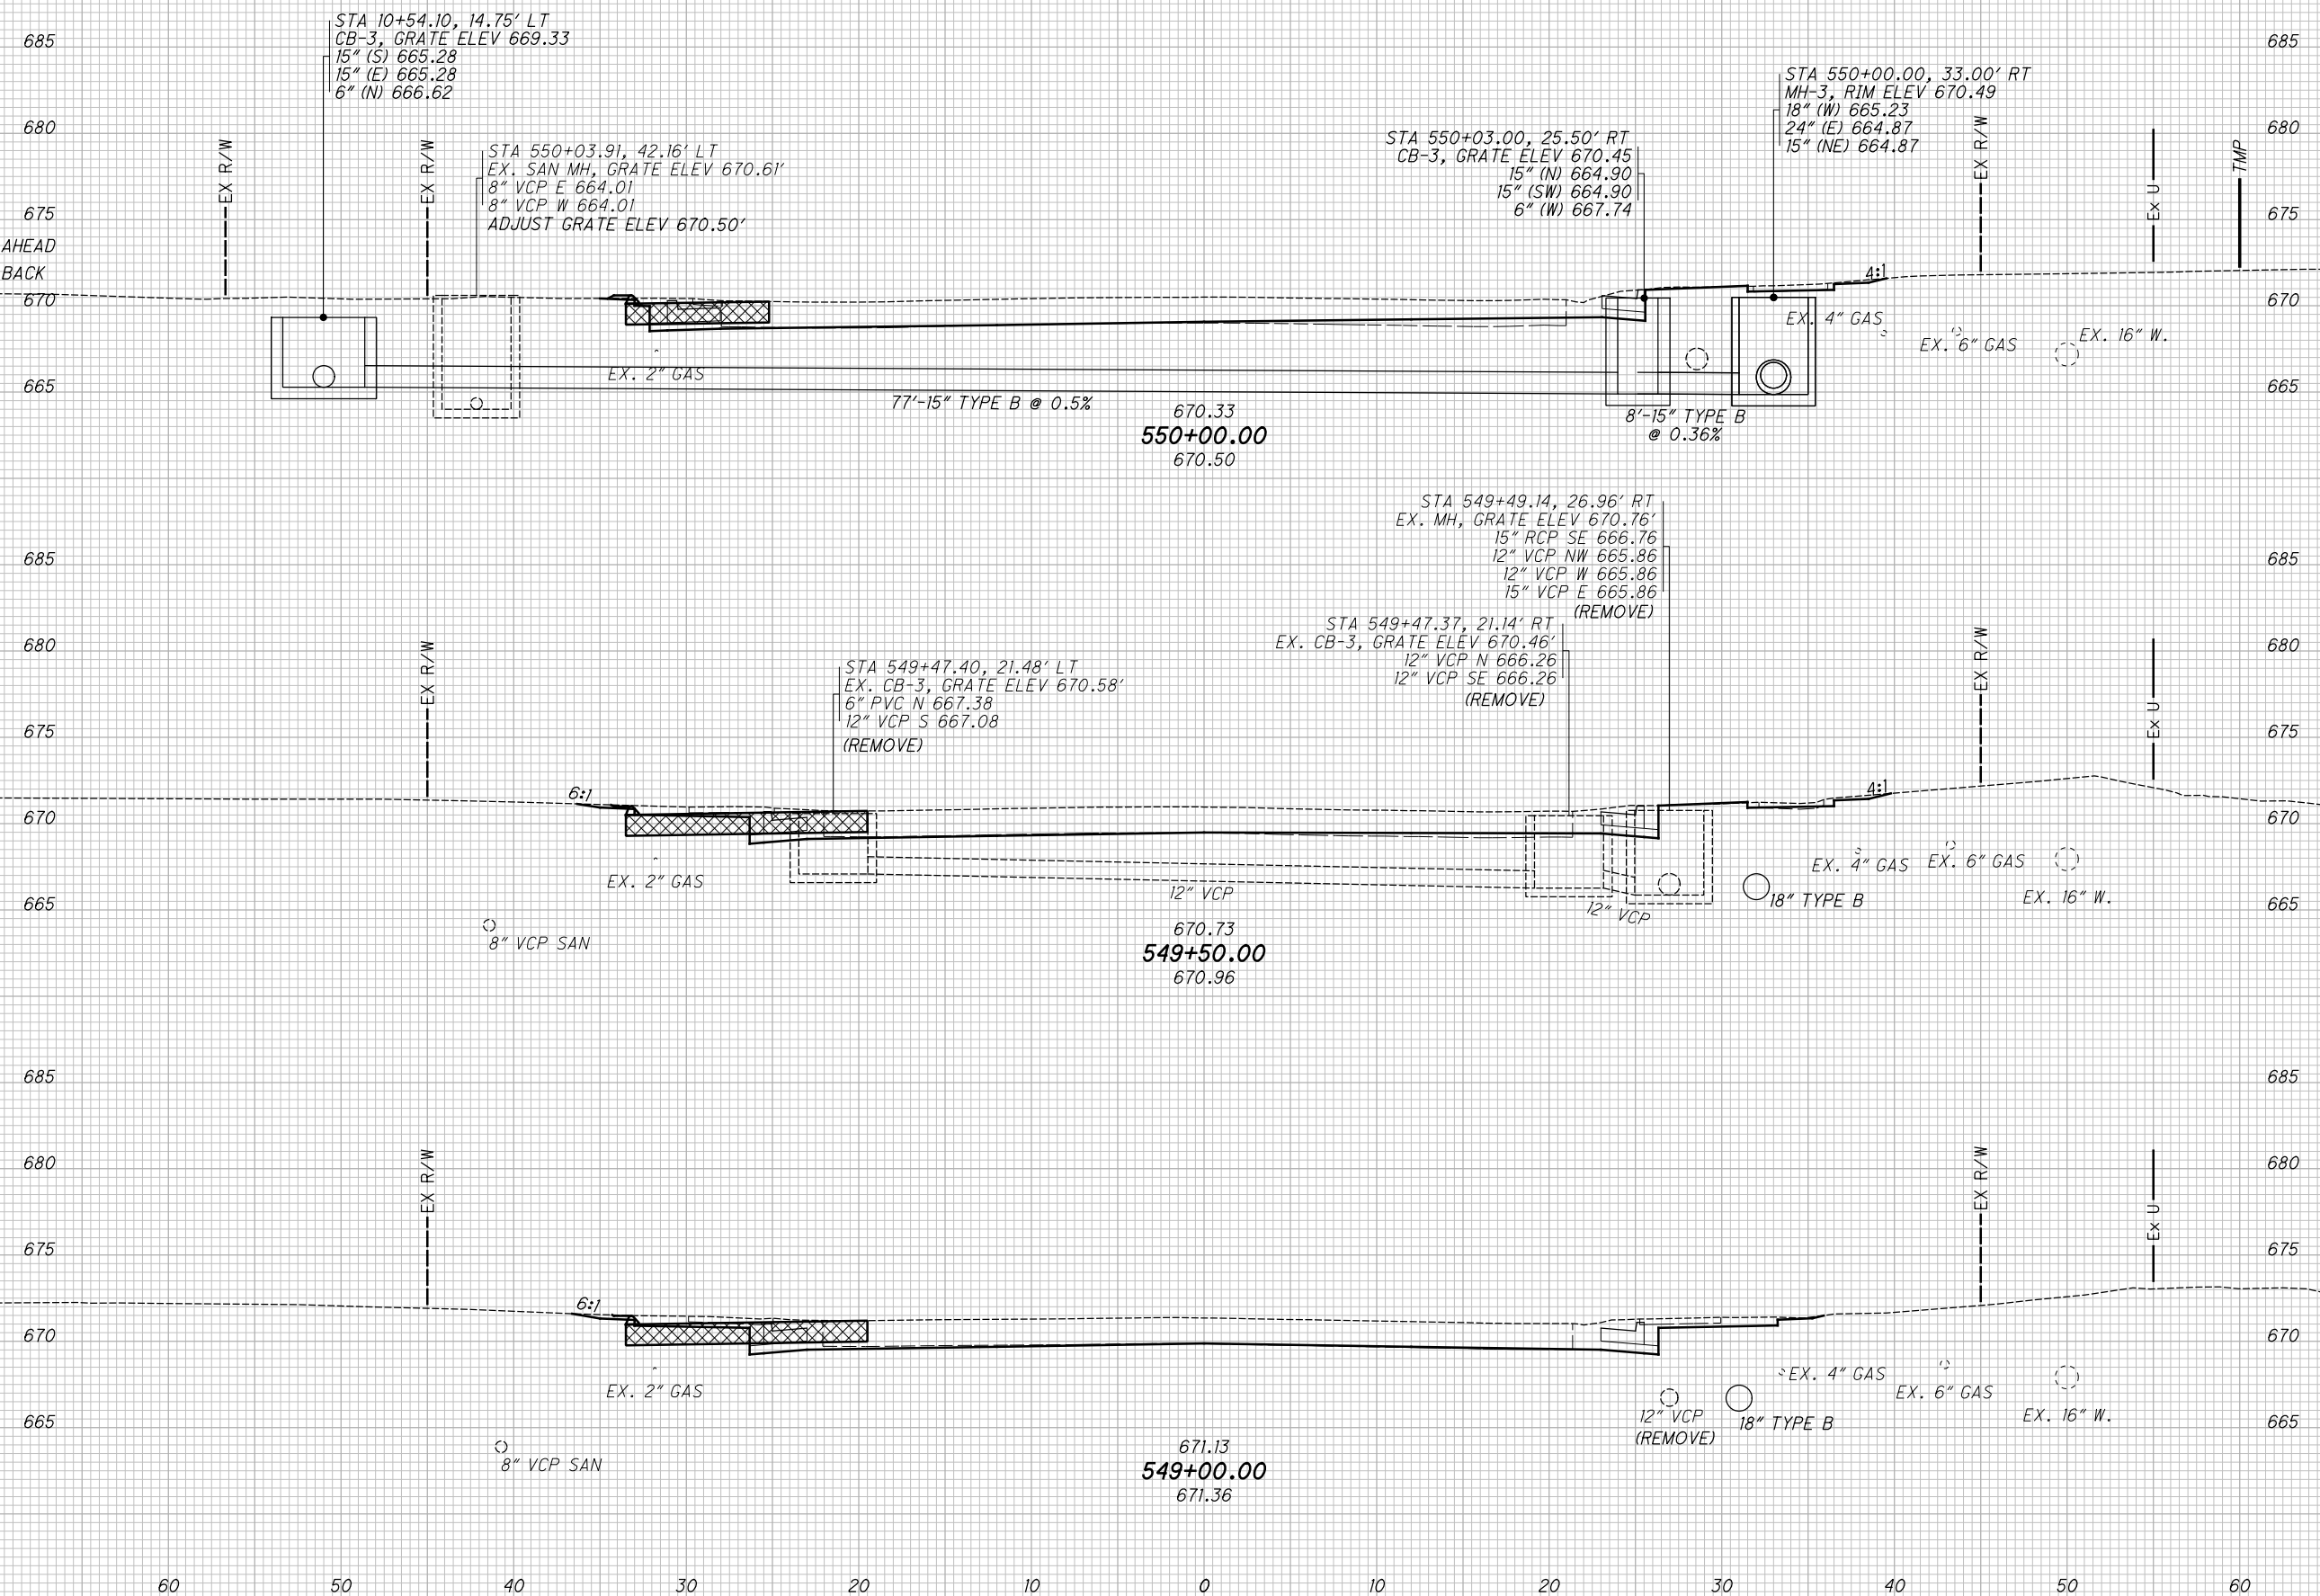 STA 10+54.10, 14.75' LT
CB-3, GRATE ELEV 669.33
15" (S) 665.28
15" (E) 665.28
6" (N) 666.62
685
685
STA 550+00.00, 33.00' RT
MH-3, RIM ELEV 670.49
18" (W) 665.23
24" (E) 664.87
15" (NE) 664.87
680
680
EX R/W
EX R/W
STA 550+03.91, 42.16' LT
EX. SAN MH, GRATE ELEV 670.61'
8" VCP E 664.01
8" VCP W 664.01
ADJUST GRATE ELEV 670.50'
STA 550+03.00, 25.50' RT
CB-3, GRATE ELEV 670.45
15" (N) 664.90
15" (SW) 664.90
6" (W) 667.74
EX R/W
Ex U
TMP
675
675
AHEAD
BACK
4:1
670
670
EX. 4" GAS
EX. 6" GAS
EX. 16" W.
EX. 2" GAS
665
665
77'-15" TYPE B @ 0.5%
8'-15" TYPE B
@ 0.36%
670.33
550+00.00
670.50
STA 549+49.14, 26.96' RT
EX. MH, GRATE ELEV 670.76'
15" RCP SE 666.76
12" VCP NW 665.86
12" VCP W 665.86
15" VCP E 665.86
(REMOVE)
685
685
STA 549+47.37, 21.14' RT
EX. CB-3, GRATE ELEV 670.46'
12" VCP N 666.26
12" VCP SE 666.26
(REMOVE)
680
680
EX R/W
STA 549+47.40, 21.48' LT
EX. CB-3, GRATE ELEV 670.58'
6" PVC N 667.38
12" VCP S 667.08
(REMOVE)
EX R/W
Ex U
675
675
6:1
4:1
670
670
EX. 2" GAS
EX. 4" GAS
EX. 6" GAS
12" VCP
12" VCP
18" TYPE B
EX. 16" W.
665
665
8" VCP SAN
670.73
549+50.00
670.96
685
685
680
680
EX R/W
EX R/W
Ex U
675
675
6:1
670
670
EX. 2" GAS
EX. 4" GAS
EX. 6" GAS
EX. 16" W.
12" VCP
(REMOVE)
18" TYPE B
665
665
8" VCP SAN
671.13
549+00.00
671.36
60 50 40 30 20 10 0 10 20 30 40 50 60